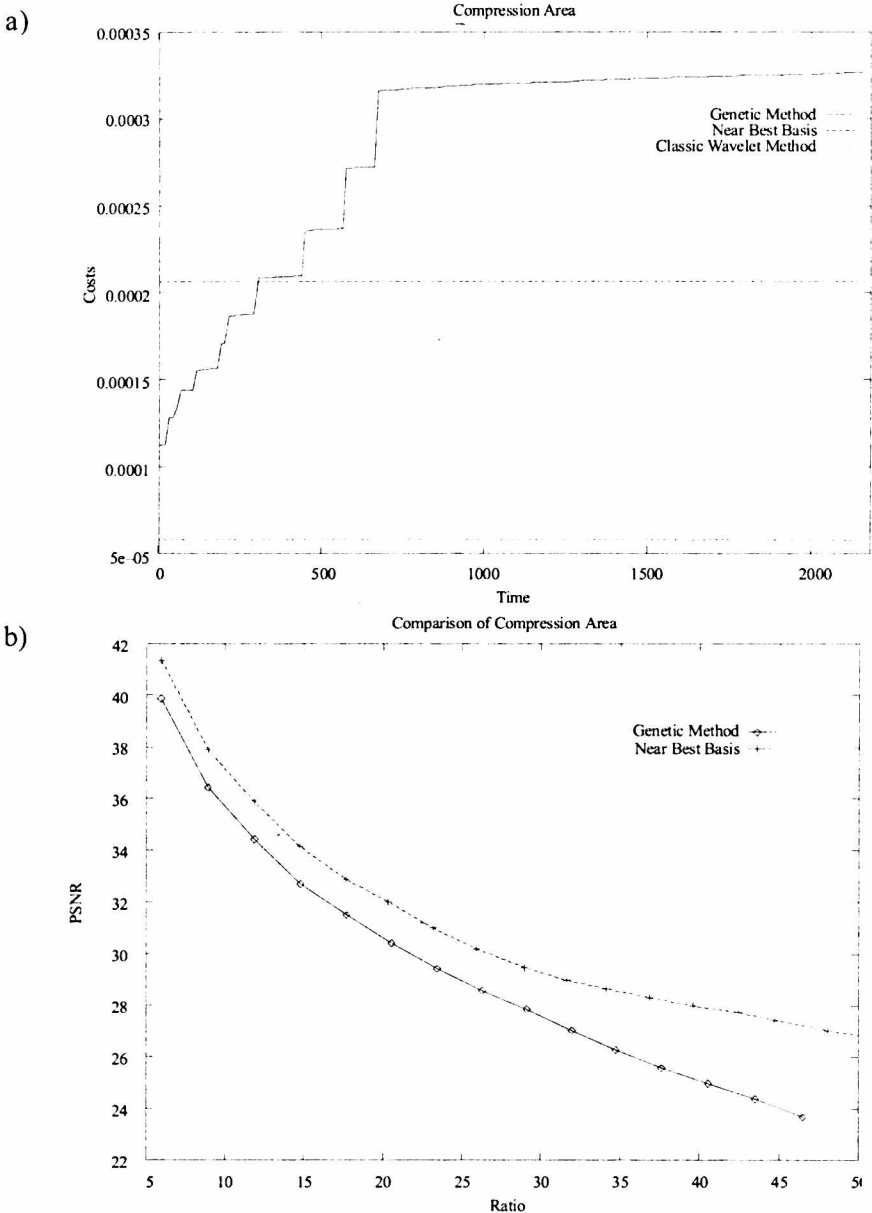 a)
Compression Area
0.00035
0.0003
0.00025
0.0002
0.00015
0.0001
5e-05
Costs
Genetic Method
Near Best Basis
Classic Wavelet Method
0 500 1000 1500 2000
Time
b)
Comparison of Compression Area
42
40
38
36
34
32
30
28
26
24
22
PSNR
Genetic Method
Near Best Basis
5 10 15 20 25 30 35 40 45
Ratio